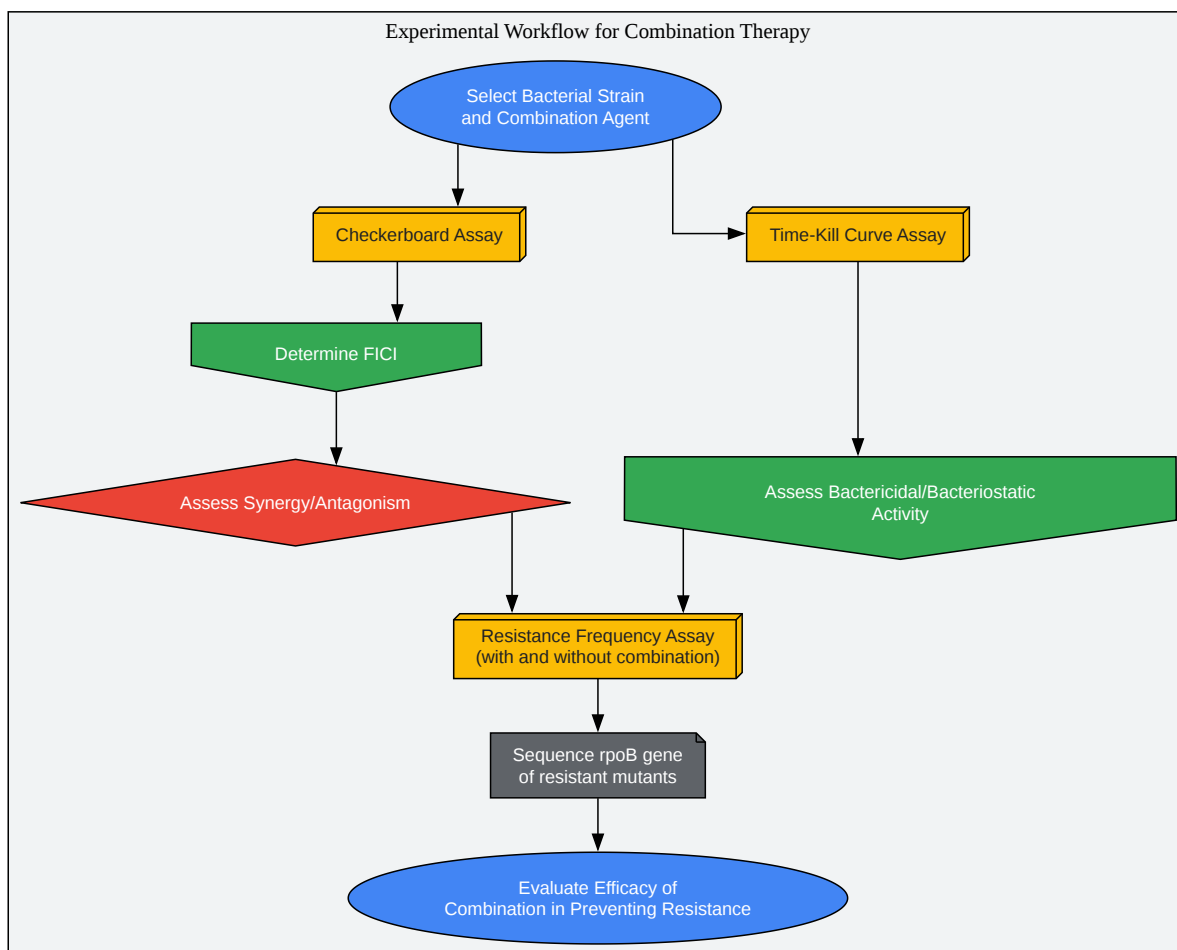 Experimental Workflow for Combination Therapy
Select Bacterial Strain
and Combination Agent
Checkerboard Assay
Time-Kill Curve Assay
Determine FICI
Assess Synergy/Antagonism
Assess Bactericidal/Bacteriostatic
Activity
Resistance Frequency Assay
(with and without combination)
Sequence rpoB gene
of resistant mutants
Evaluate Efficacy of
Combination in Preventing Resistance